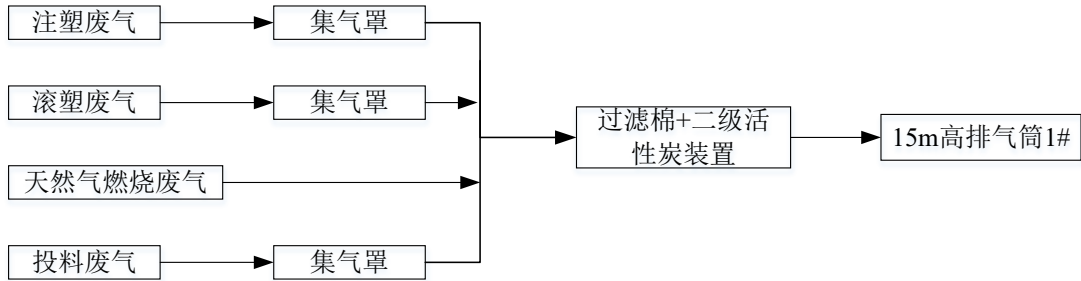 注塑废气
集气罩
滚塑废气
集气罩
过滤棉+二级活
性炭装置
15m高排气筒1#
天然气燃烧废气
投料废气
集气罩